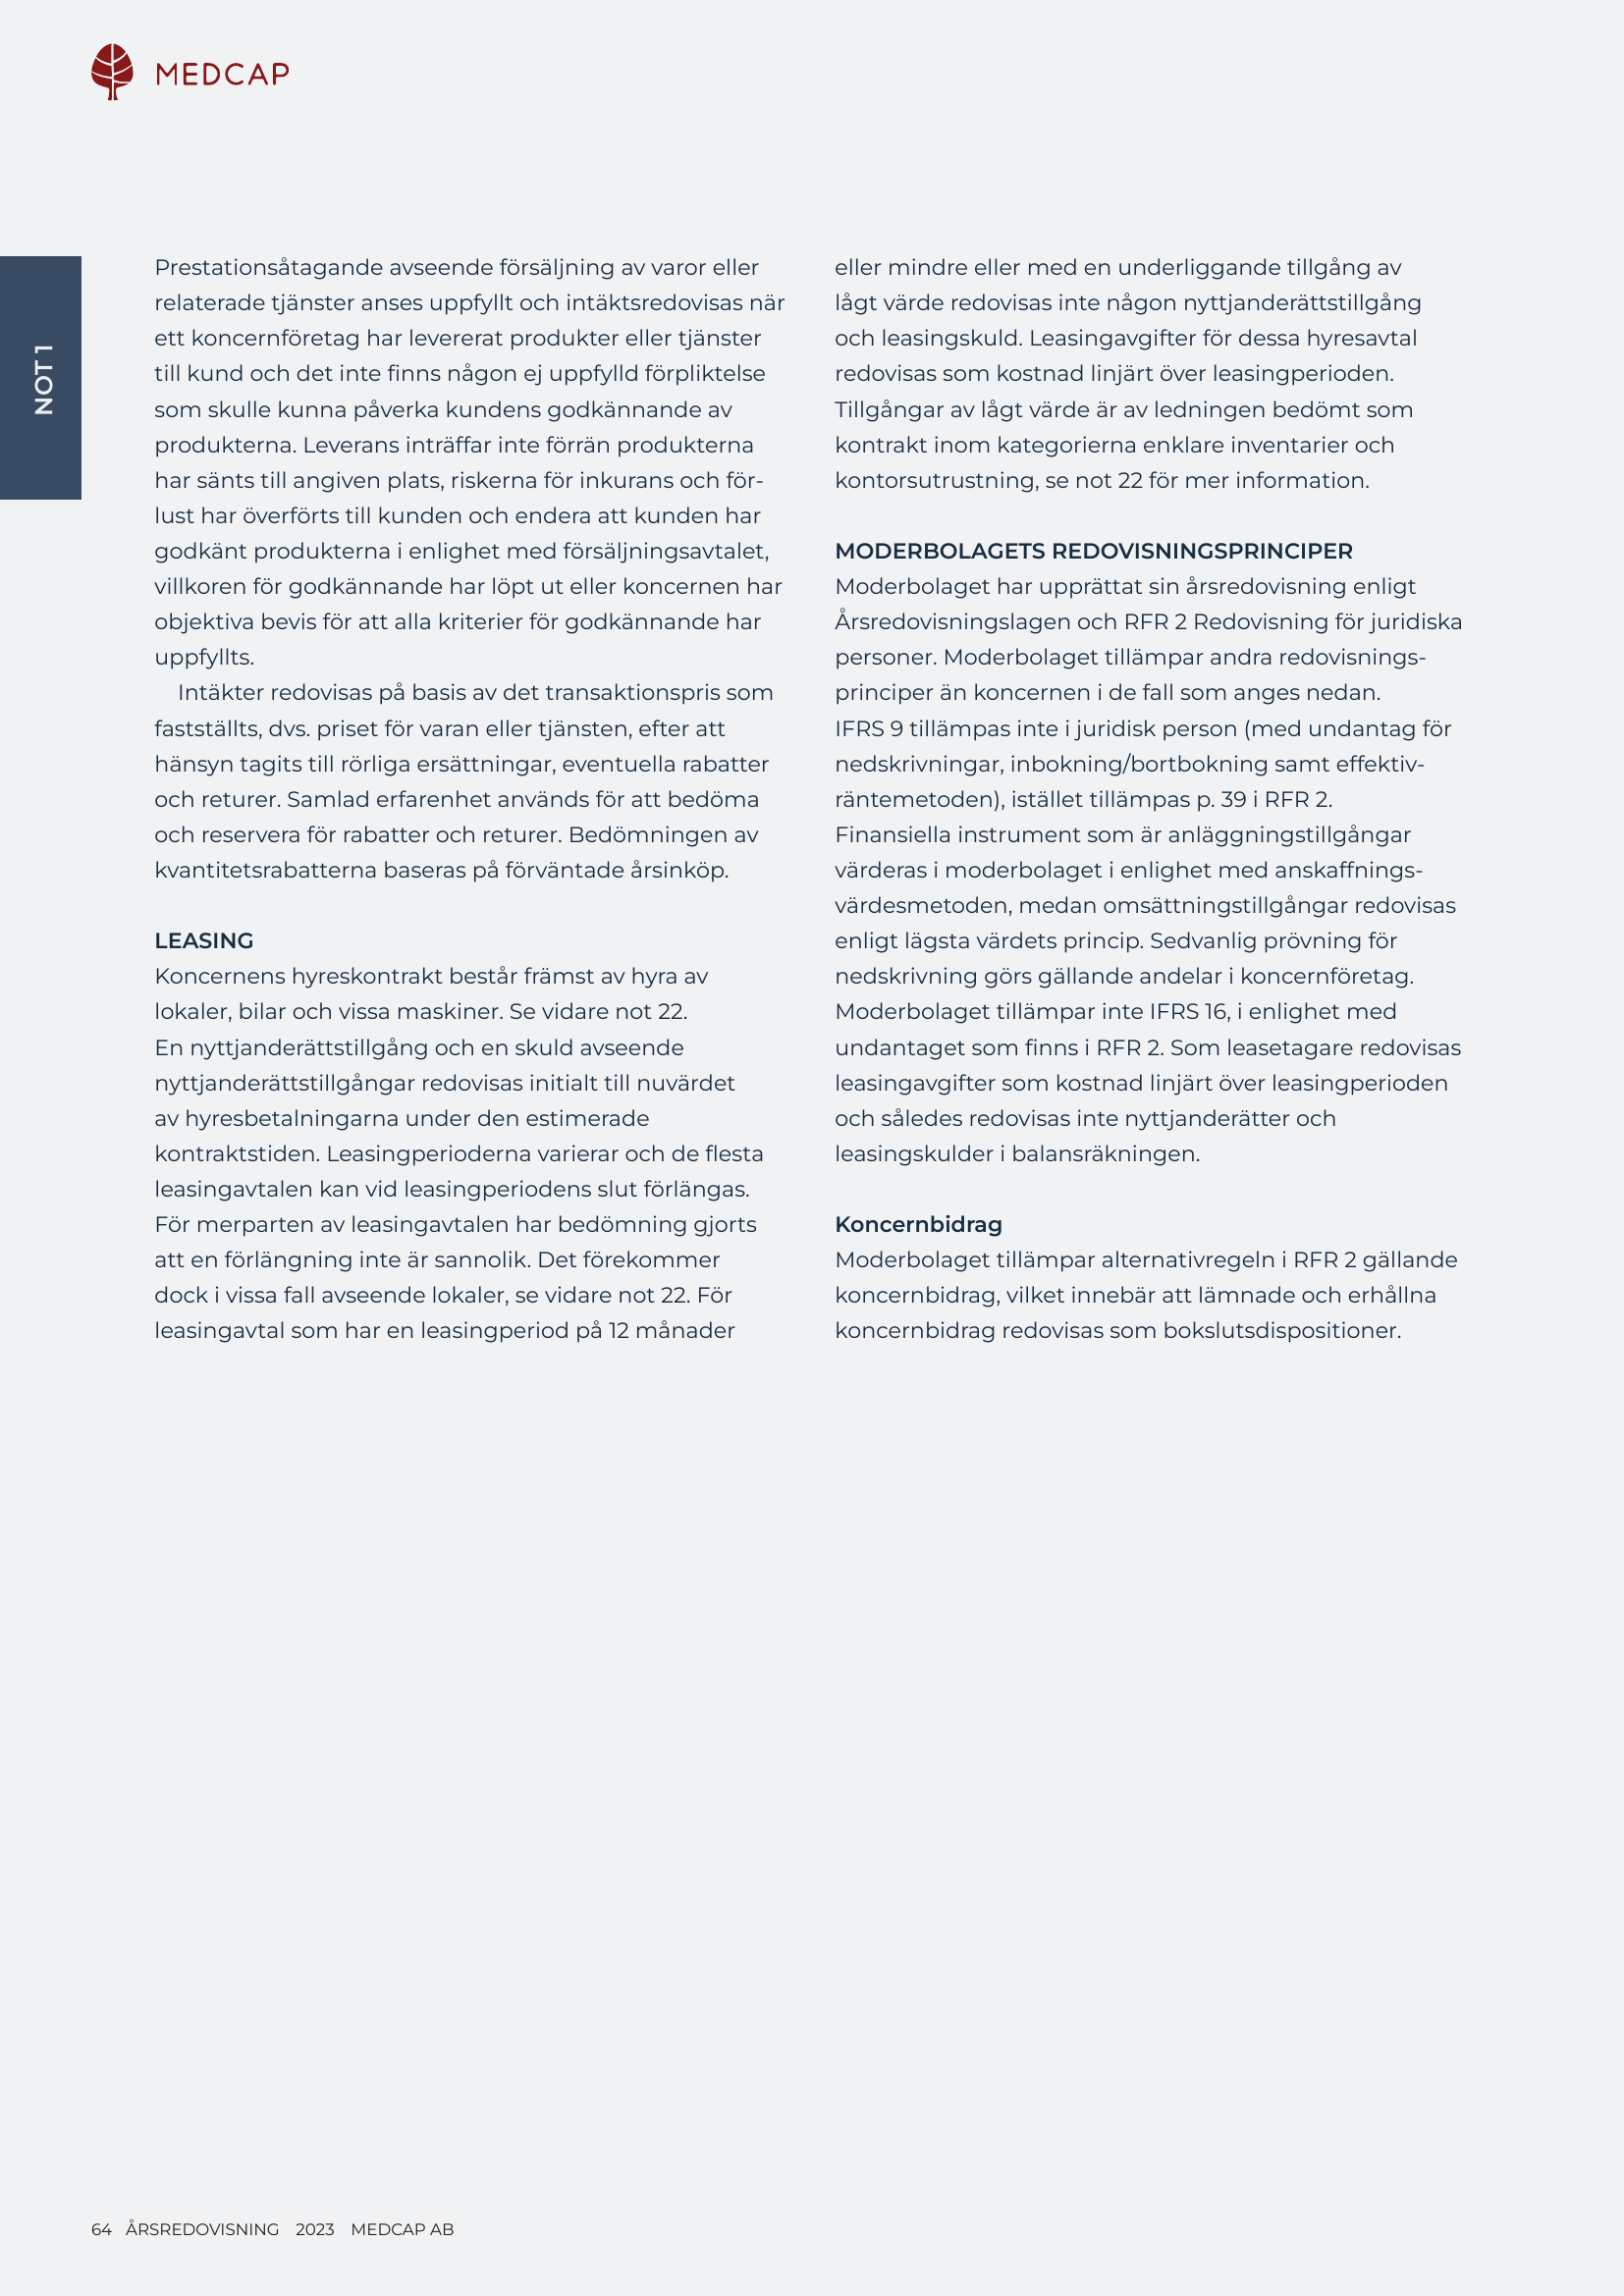 MEDCAP
NOT 1
Prestationsåtagande avseende försäljning av varor eller
relaterade tjänster anses uppfyllt och intäktsredovisas när
ett koncernföretag har levererat produkter eller tjänster
till kund och det inte finns någon ej uppfylld förpliktelse
som skulle kunna påverka kundens godkännande av
produkterna. Leverans inträffar inte förrän produkterna
har sänts till angiven plats, riskerna för inkurans och för-
lust har överförts till kunden och endera att kunden har
godkänt produkterna i enlighet med försäljningsavtalet,
villkoren för godkännande har löpt ut eller koncernen har
objektiva bevis för att alla kriterier för godkännande har
uppfyllts.
Intäkter redovisas på basis av det transaktionspris som
fastställts, dvs. priset för varan eller tjänsten, efter att
hänsyn tagits till rörliga ersättningar, eventuella rabatter
och returer. Samlad erfarenhet används för att bedöma
och reservera för rabatter och returer. Bedömningen av
kvantitetsrabatterna baseras på förväntade årsinköp.
LEASING
Koncernens hyreskontrakt består främst av hyra av
lokaler, bilar och vissa maskiner. Se vidare not 22.
En nyttjanderättstillgång och en skuld avseende
nyttjanderättstillgångar redovisas initialt till nuvärdet
av hyresbetalningarna under den estimerade
kontraktstiden. Leasingperioderna varierar och de flesta
leasingavtalen kan vid leasingperiodens slut förlängas.
För merparten av leasingavtalen har bedömning gjorts
att en förlängning inte är sannolik. Det förekommer
dock i vissa fall avseende lokaler, se vidare not 22. För
leasingavtal som har en leasingperiod på 12 månader
eller mindre eller med en underliggande tillgång av
lågt värde redovisas inte någon nyttjanderättstillgång
och leasingskuld. Leasingavgifter för dessa hyresavtal
redovisas som kostnad linjärt över leasingperioden.
Tillgångar av lågt värde är av ledningen bedömt som
kontrakt inom kategorierna enklare inventarier och
kontorsutrustning, se not 22 för mer information.
MODERBOLAGETS REDOVISNINGSPRINCIPER
Moderbolaget har upprättat sin årsredovisning enligt
Årsredovisningslagen och RFR 2 Redovisning för juridiska
personer. Moderbolaget tillämpar andra redovisnings-
principer än koncernen i de fall som anges nedan.
IFRS 9 tillämpas inte i juridisk person (med undantag för
nedskrivningar, inbokning/bortbokning samt effektiv-
räntemetoden), istället tillämpas p. 39 i RFR 2.
Finansiella instrument som är anläggningstillgångar
värderas i moderbolaget i enlighet med anskaffnings-
värdesmetoden, medan omsättningstillgångar redovisas
enligt lägsta värdets princip. Sedvanlig prövning för
nedskrivning görs gällande andelar i koncernföretag.
Moderbolaget tillämpar inte IFRS 16, i enlighet med
undantaget som finns i RFR 2. Som leasetagare redovisas
leasingavgifter som kostnad linjärt över leasingperioden
och således redovisas inte nyttjanderätter och
leasingskulder i balansräkningen.
Koncernbidrag
Moderbolaget tillämpar alternativregeln i RFR 2 gällande
koncernbidrag, vilket innebär att lämnade och erhållna
koncernbidrag redovisas som bokslutsdispositioner.
64 ÅRSREDOVISNING 2023 MEDCAP AB